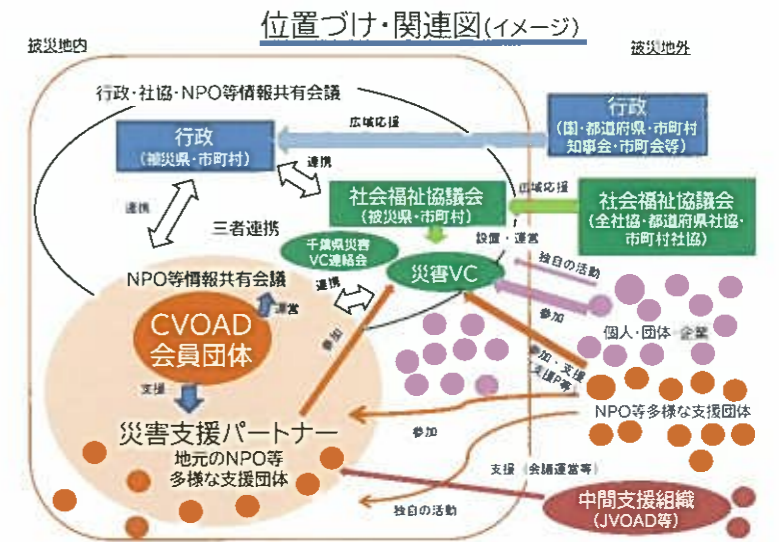 位置づけ・関連図(イメージ)
被災地内
被災地外
行政・社協・NPO等情報共有会議
行政
(被災県・市町村)
広域応援
行政
(国・都道府県・市町村
知事会・市町会等)
連携
連携
三者連携
社会福祉協議会
(被災県・市町村)
広域応援
社会福祉協議会
(全社協・都道府県社協・
市町村社協)
設置・運営
千葉県災害
VC連絡会
災害VC
独自の活動
NPO等情報共有会議
連携
運営
CVOAD
会員団体
参加
参加
個人・団体・企業
参加・支援
(支援P等)
支援
NPO等多様な支援団体
災害支援パートナー
地元のNPO等
多様な支援団体
参加
支援(会議運営等)
独自の活動
中間支援組織
(JVOAD等)